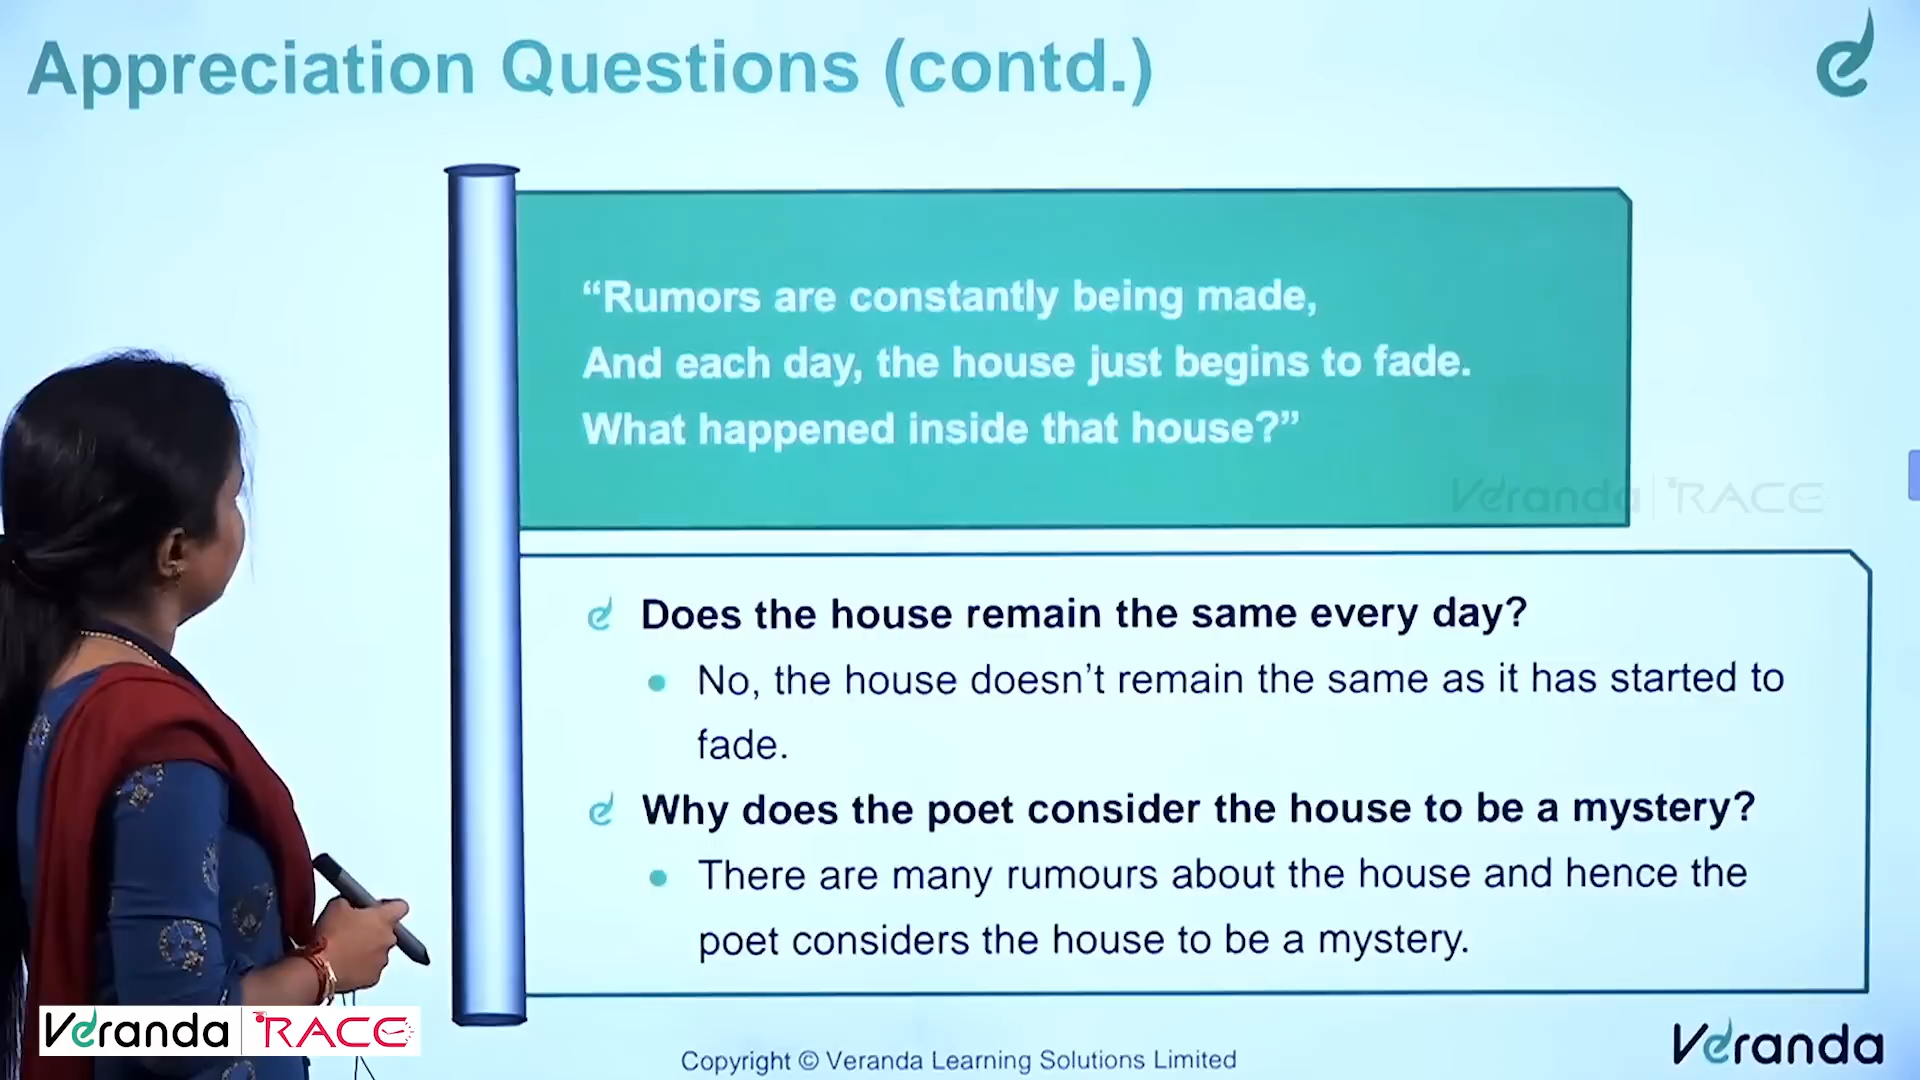 Appreciation Questions (contd.)
“Rumors are constantly being made,
And each day, the house just begins to fade.
What happened inside that house?”
Veranda RACE
Does the house remain the same every day?
No, the house doesn’t remain the same as it has started to
fade.
Why does the poet consider the house to be a mystery?
There are many rumours about the house and hence the
poet considers the house to be a mystery.
Veranda RACE
Copyright © Veranda Learning Solutions Limited
Veranda